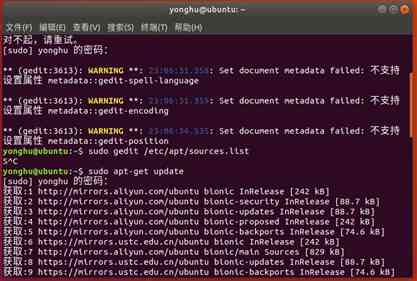 yonghu@ubuntu: ~
文件(F) 编辑(E) 查看(V) 搜索(S) 终端(T) 帮助(H)
对不起，请重试。
[sudo] yonghu 的密码：
** (gedit:3613): WARNING **: 23:06:31.358: Set document metadata failed: 不支持
设置属性 metadata::gedit-spell-language
** (gedit:3613): WARNING **: 23:06:31.359: Set document metadata failed: 不支持
设置属性 metadata::gedit-encoding
** (gedit:3613): WARNING **: 23:06:34.535: Set document metadata failed: 不支持
设置属性 metadata::gedit-position
yonghu@ubuntu:~$ sudo gedit /etc/apt/sources.list
S^C
yonghu@ubuntu:~$ sudo apt-get update
[sudo] yonghu 的密码：
获取:1 http://mirrors.aliyun.com/ubuntu bionic InRelease [242 kB]
获取:2 http://mirrors.aliyun.com/ubuntu bionic-security InRelease [88.7 kB]
获取:3 http://mirrors.aliyun.com/ubuntu bionic-updates InRelease [88.7 kB]
获取:4 http://mirrors.aliyun.com/ubuntu bionic-proposed InRelease [242 kB]
获取:5 http://mirrors.aliyun.com/ubuntu bionic-backports InRelease [74.6 kB]
获取:6 https://mirrors.ustc.edu.cn/ubuntu bionic InRelease [242 kB]
获取:7 http://mirrors.aliyun.com/ubuntu bionic/main Sources [829 kB]
获取:8 https://mirrors.ustc.edu.cn/ubuntu bionic-updates InRelease [88.7 kB]
获取:9 https://mirrors.ustc.edu.cn/ubuntu bionic-backports InRelease [74.6 kB]